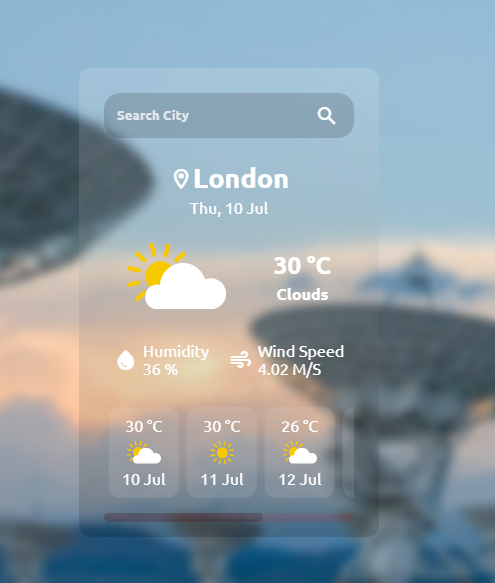 Search City
London
Thu, 10 Jul
30 °C
Clouds
Humidity
36 %
Wind Speed
4.02 M/S
30 °C
10 Jul
30 °C
11 Jul
26 °C
12 Jul